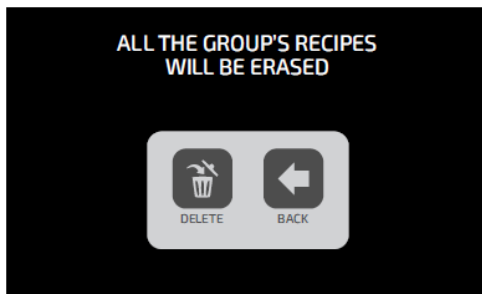 ALL THE GROUP'S RECIPES
WILL BE ERASED
DELETE
BACK